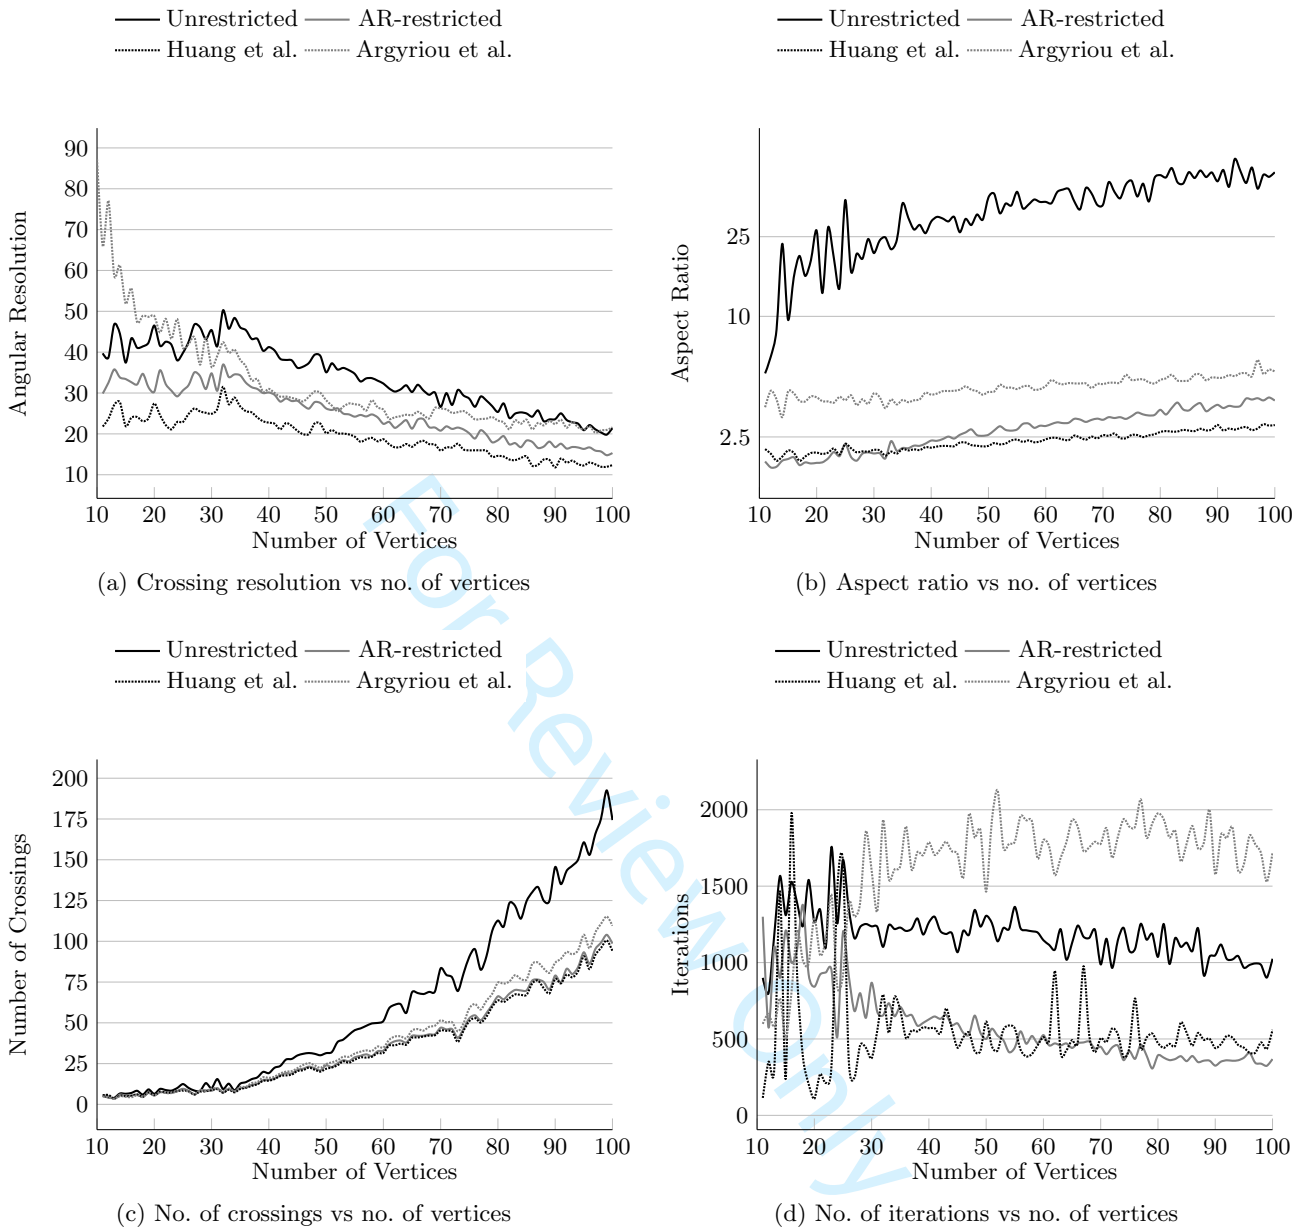 Unrestricted AR-restricted
Huang et al. Argyriou et al.
Angular Resolution
90
80
70
60
50
40
30
20
10
10 20 30 40 50 60 70 80 90 100
Number of Vertices
(a) Crossing resolution vs no. of vertices
Unrestricted AR-restricted
Huang et al. Argyriou et al.
Aspect Ratio
25
10
2.5
10 20 30 40 50 60 70 80 90 100
Number of Vertices
(b) Aspect ratio vs no. of vertices
Unrestricted AR-restricted
Huang et al. Argyriou et al.
Number of Crossings
200
175
150
125
100
75
50
25
0
10 20 30 40 50 60 70 80 90 100
Number of Vertices
(c) No. of crossings vs no. of vertices
Unrestricted AR-restricted
Huang et al. Argyriou et al.
Iterations
2000
1500
1000
500
0
10 20 30 40 50 60 70 80 90 100
Number of Vertices
(d) No. of iterations vs no. of vertices
For Review Only